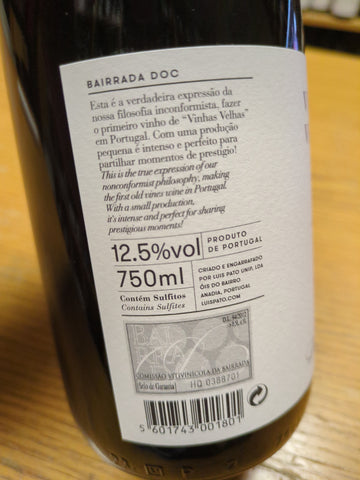 BAIRRADA DOC
Esta é a verdadeira expressão da
nossa filosofia inconformista, fazer
o primeiro vinho de "Vinhas Velhas"
em Portugal. Com uma produção
pequena é intenso e perfeito para
partilhar momentos de prestígio!
This is the true expression of our
nonconformist philosophy, making
the first old vines wine in Portugal.
With a small production,
it's intense and perfect for sharing
prestigious moments!
12.5%vol
PRODUTO
DE PORTUGAL
750ml
CRIADO E ENGARRAFADO
POR LUIS PATO UNIP, LDA
ÓIS DO BAIRRO
ANADIA, PORTUGAL
LUISPATO.COM
Contém Sulfitos
Contains Sulfites
COMISSÃO VITIVINÍCOLA DA BAIRRADA
Selo de Garantia
HQ 0388701
5 601743 001801